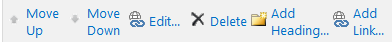 Move Up
Move Down
Edit...
Delete
Add Heading...
Add Link...